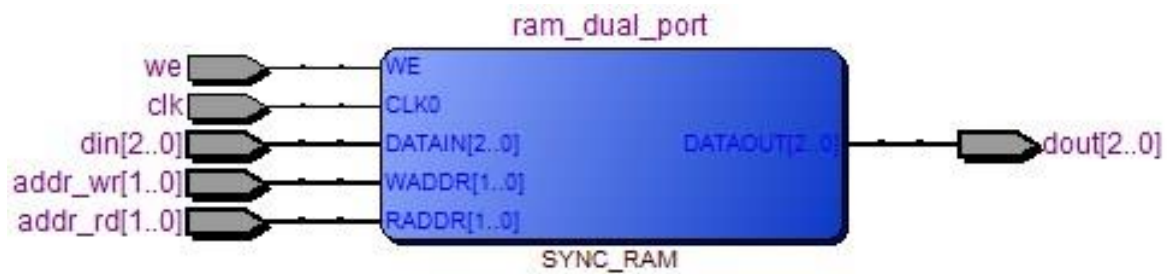 ram_dual_port
we WE
clk CLK0
din[2..0] DATAIN[2..0] DATAOUT[2..0] dout[2..0]
addr_wr[1..0] WADDR[1..0]
addr_rd[1..0] RADDR[1..0]
SYNC_RAM